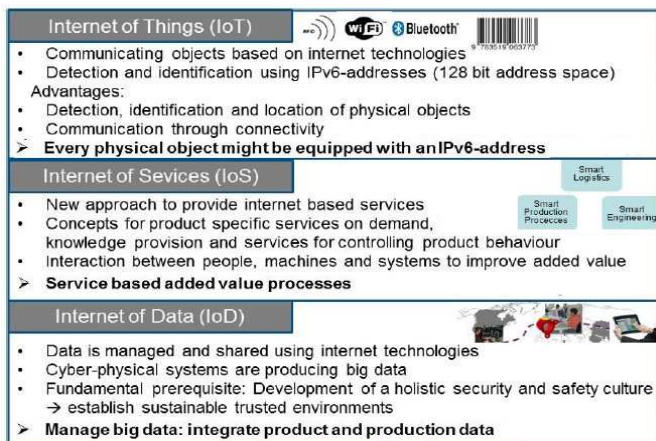 Internet of Things (IoT)
WiFi Bluetooth
9 783519 063773
• Communicating objects based on internet technologies
• Detection and identification using IPv6-addresses (128 bit address space)
Advantages:
• Detection, identification and location of physical objects
• Communication through connectivity
➤ Every physical object might be equipped with an IPv6-address
Internet of Sevices (IoS)
Smart Logistics
Smart Production Procecces
Smart Engineering
• New approach to provide internet based services
• Concepts for product specific services on demand,
knowledge provision and services for controlling product behaviour
• Interaction between people, machines and systems to improve added value
➤ Service based added value processes
Internet of Data (IoD)
• Data is managed and shared using internet technologies
• Cyber-physical systems are producing big data
• Fundamental prerequisite: Development of a holistic security and safety culture
→ establish sustainable trusted environments
➤ Manage big data: integrate product and production data